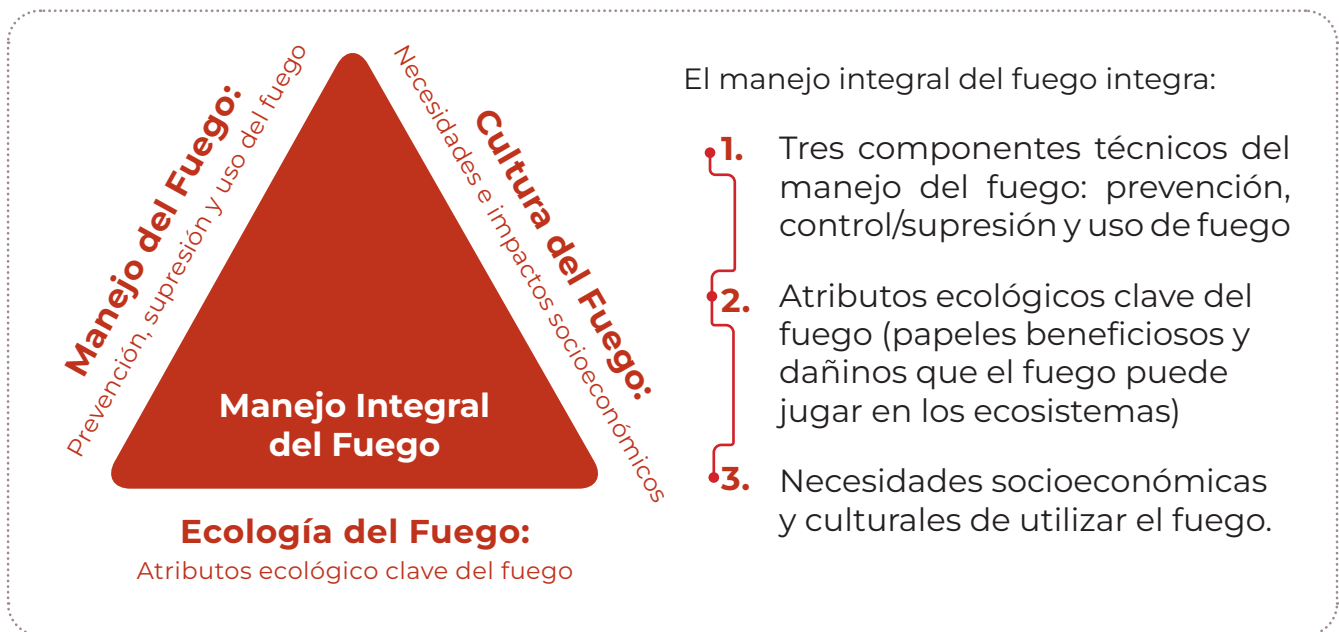 Manejo del Fuego:
Prevención, supresión y uso del fuego
Cultura del Fuego:
Necesidades e impactos socioeconómicos
Manejo Integral
del Fuego
Ecología del Fuego:
Atributos ecológico clave del fuego
El manejo integral del fuego integra:
1. Tres componentes técnicos del
manejo del fuego: prevención,
control/supresión y uso de fuego
2. Atributos ecológicos clave del
fuego (papeles beneficiosos y
dañinos que el fuego puede
jugar en los ecosistemas)
3. Necesidades socioeconómicas
y culturales de utilizar el fuego.